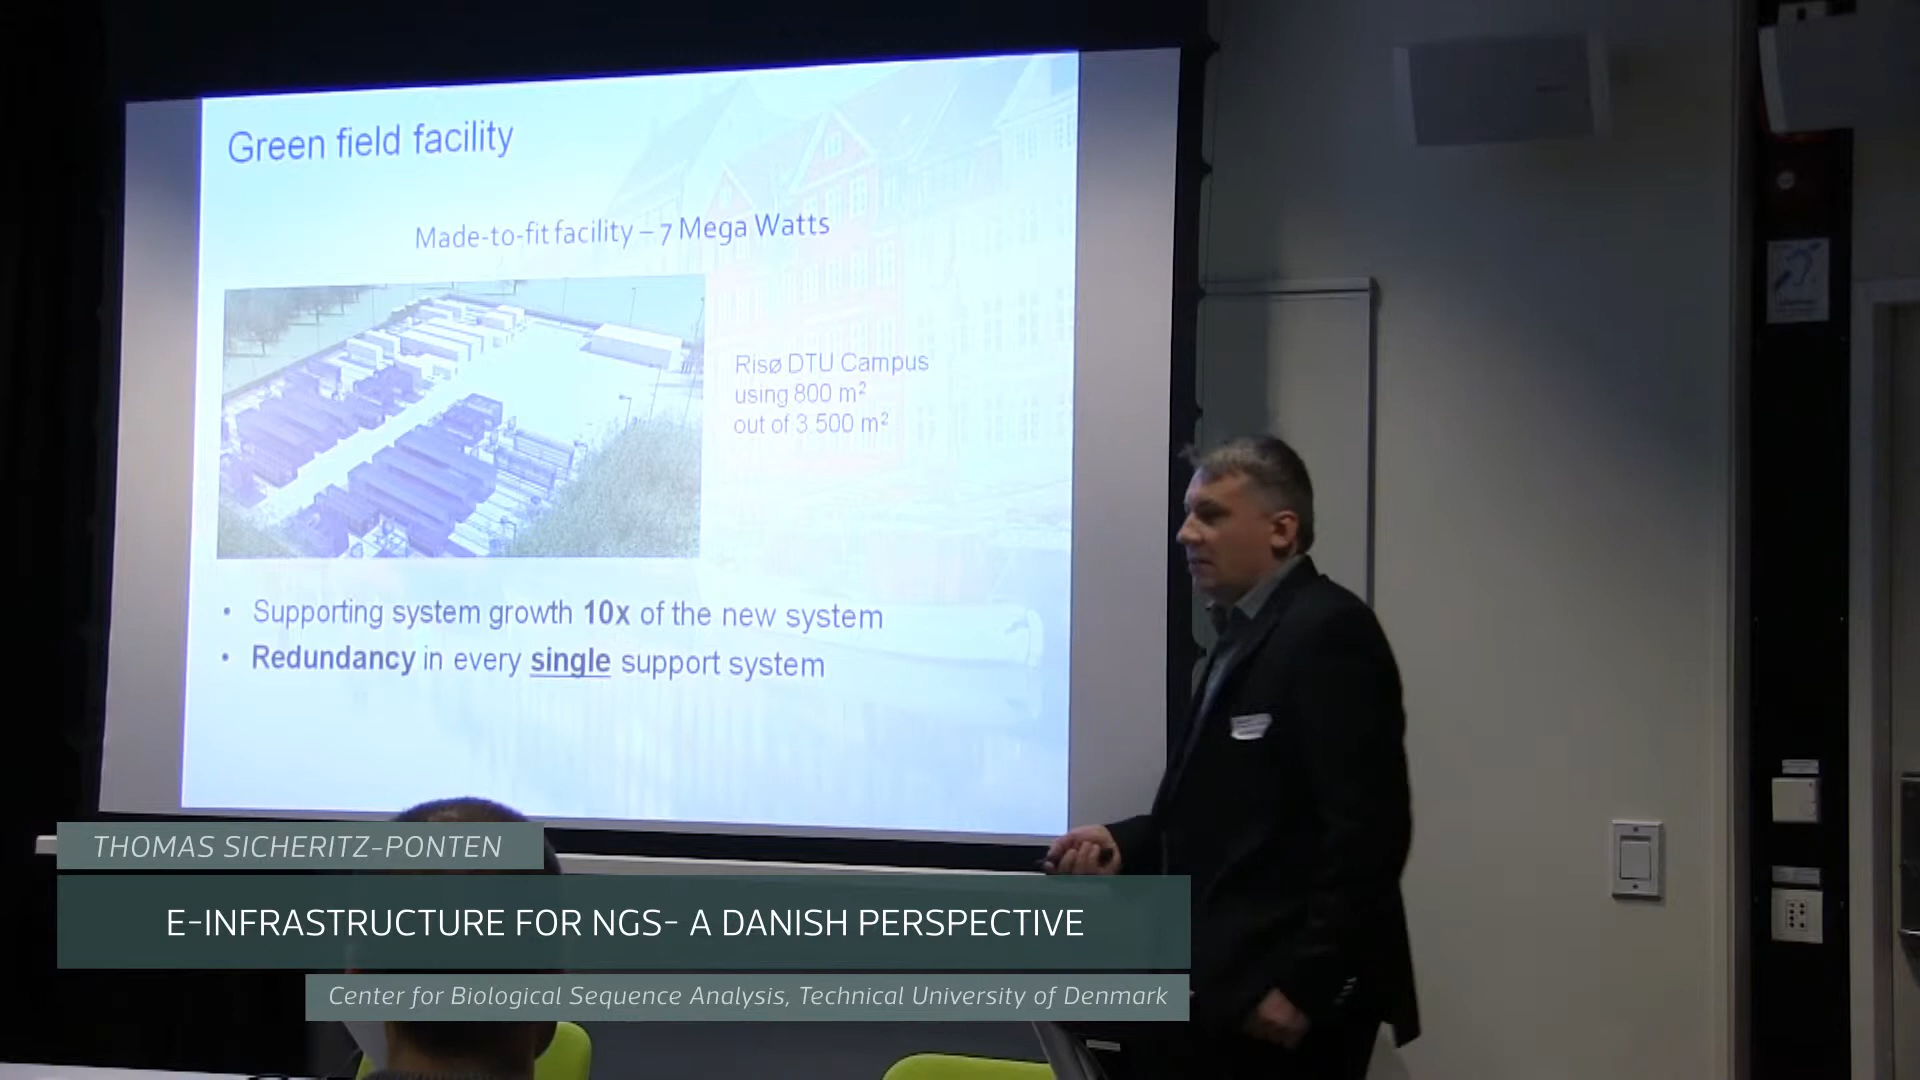 Green field facility
Made-to-fit facility – 7 Mega Watts
Risø DTU Campus
using 800 m²
out of 3 500 m²
• Supporting system growth 10x of the new system
• Redundancy in every single support system
THOMAS SICHERITZ-PONTEN
E-INFRASTRUCTURE FOR NGS- A DANISH PERSPECTIVE
Center for Biological Sequence Analysis, Technical University of Denmark